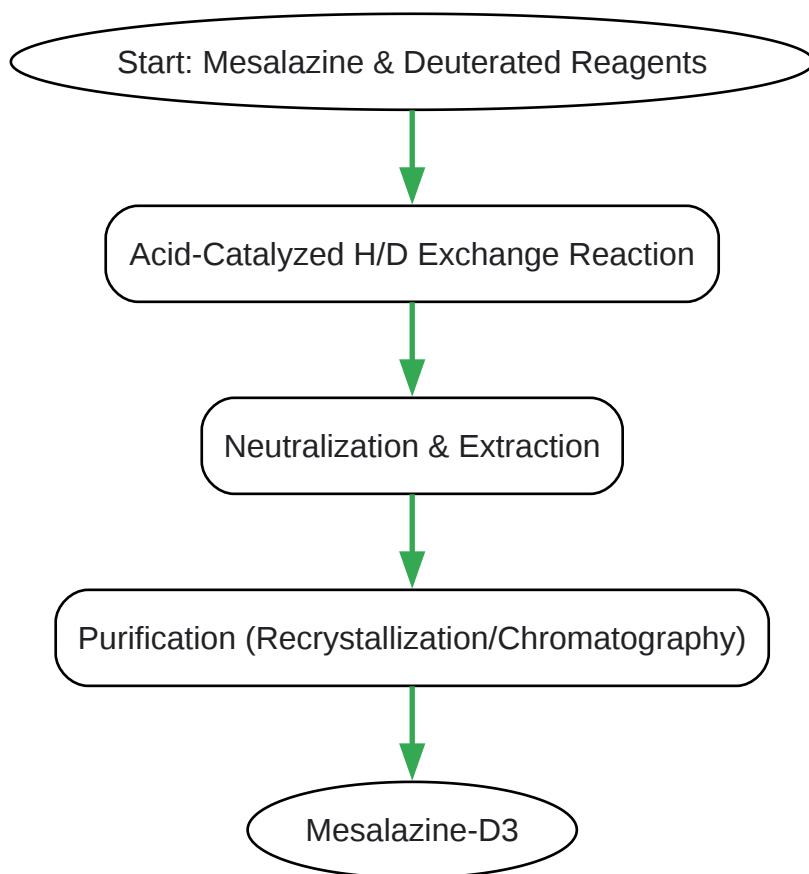 Start: Mesalazine & Deuterated Reagents
Acid-Catalyzed H/D Exchange Reaction
Neutralization & Extraction
Purification (Recrystallization/Chromatography)
Mesalazine-D3